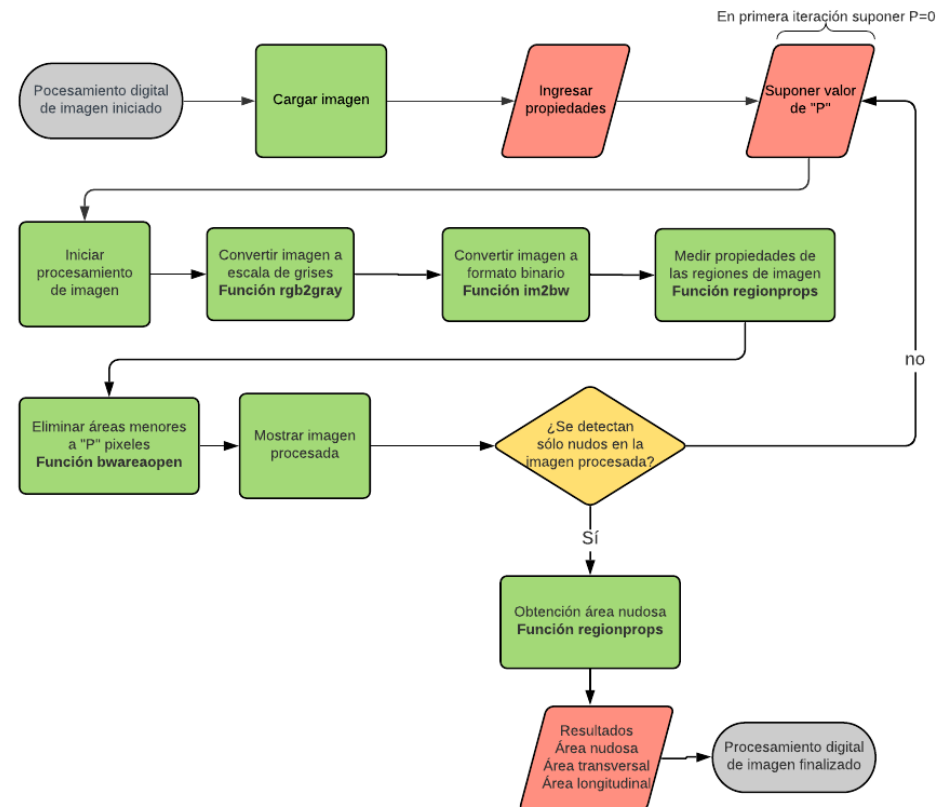 En primera iteración suponer P=0
Pocesamiento digital
de imagen iniciado
Cargar imagen
Ingresar
propiedades
Suponer valor
de "P"
Iniciar
procesamiento
de imagen
Convertir imagen a
escala de grises
Función rgb2gray
Convertir imagen a
formato binario
Función im2bw
Medir propiedades de
las regiones de imagen
Función regionprops
no
Eliminar áreas menores
a "P" pixeles
Función bwareaopen
Mostrar imagen
procesada
¿Se detectan
sólo nudos en la
imagen procesada?
Sí
Obtención área nudosa
Función regionprops
Resultados
Área nudosa
Área transversal
Área longitudinal
Procesamiento digital
de imagen finalizado